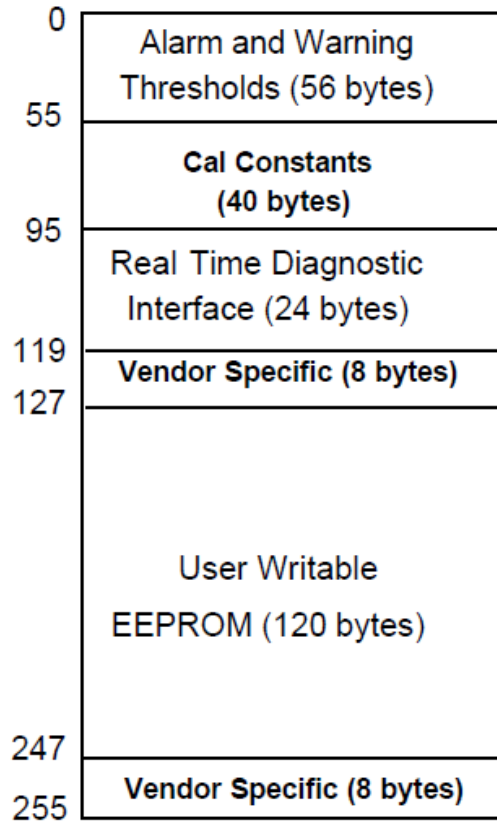 0
Alarm and Warning
Thresholds (56 bytes)
55
Cal Constants
(40 bytes)
95
Real Time Diagnostic
Interface (24 bytes)
119
Vendor Specific (8 bytes)
127
User Writable
EEPROM (120 bytes)
247
Vendor Specific (8 bytes)
255